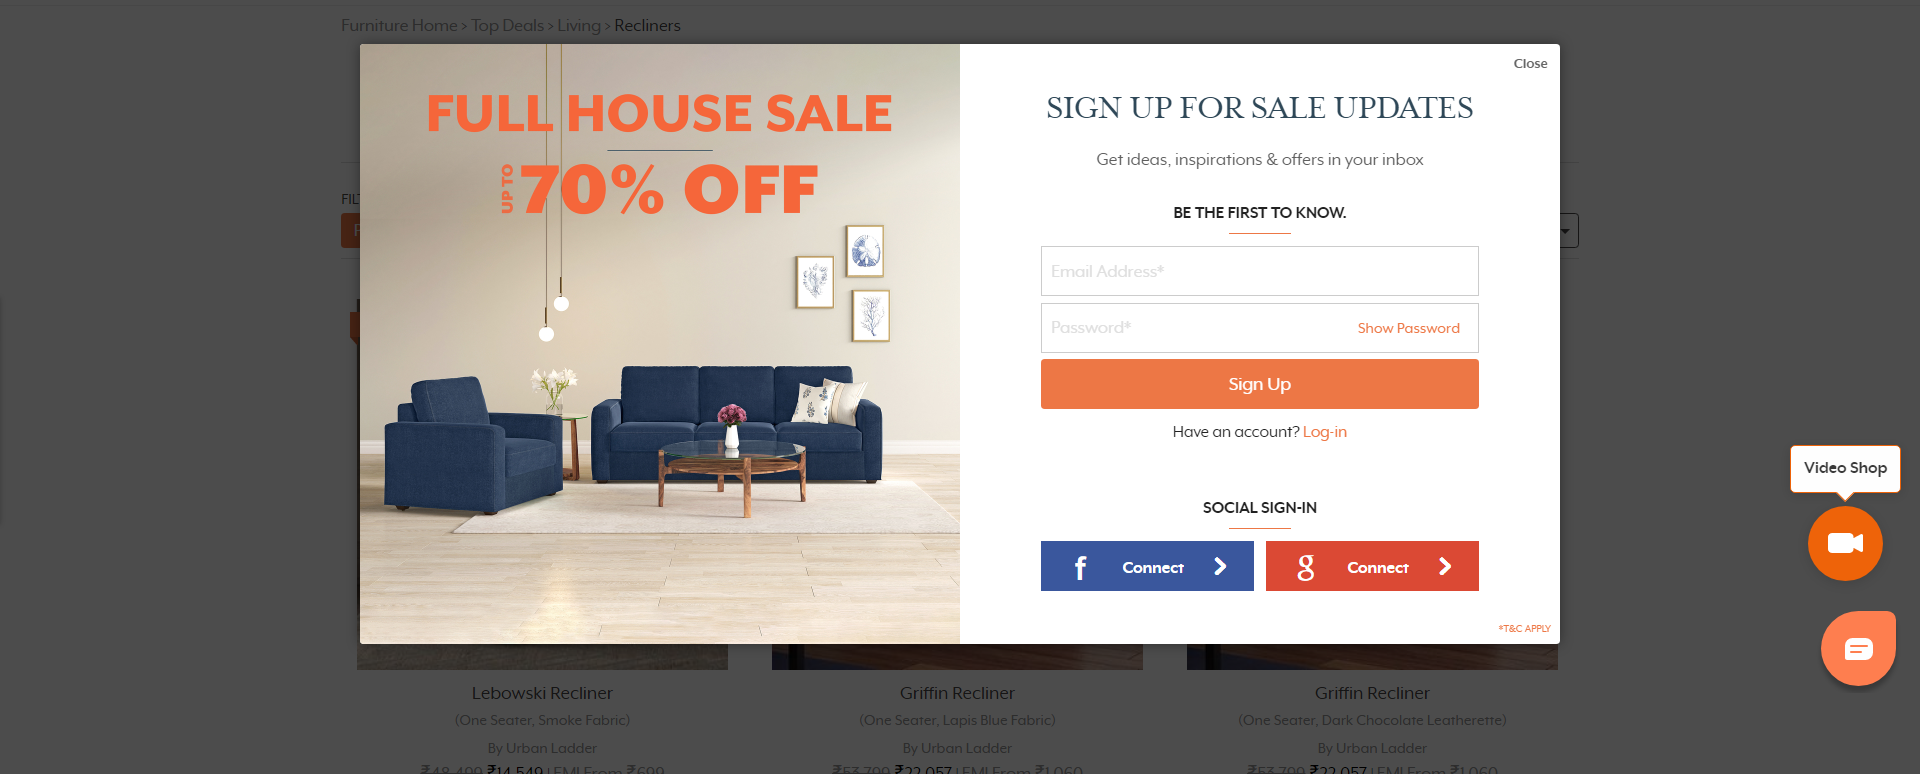 Furniture Home > Top Deals > Living > Recliners
Close
FULL HOUSE SALE
UP TO 70% OFF
SIGN UP FOR SALE UPDATES
Get ideas, inspirations & offers in your inbox
BE THE FIRST TO KNOW.
Email Address*
Password*
Show Password
Sign Up
Have an account? Log-in
SOCIAL SIGN-IN
f Connect
g Connect
*T&C APPLY
Video Shop
Lebowski Recliner
(One Seater, Smoke Fabric)
By Urban Ladder
₹48,499 ₹14,549 | EMI From ₹699
Griffin Recliner
(One Seater, Lapis Blue Fabric)
By Urban Ladder
₹53,799 ₹22,057 | EMI From ₹1,060
Griffin Recliner
(One Seater, Dark Chocolate Leatherette)
By Urban Ladder
₹53,799 ₹22,057 | EMI From ₹1,060